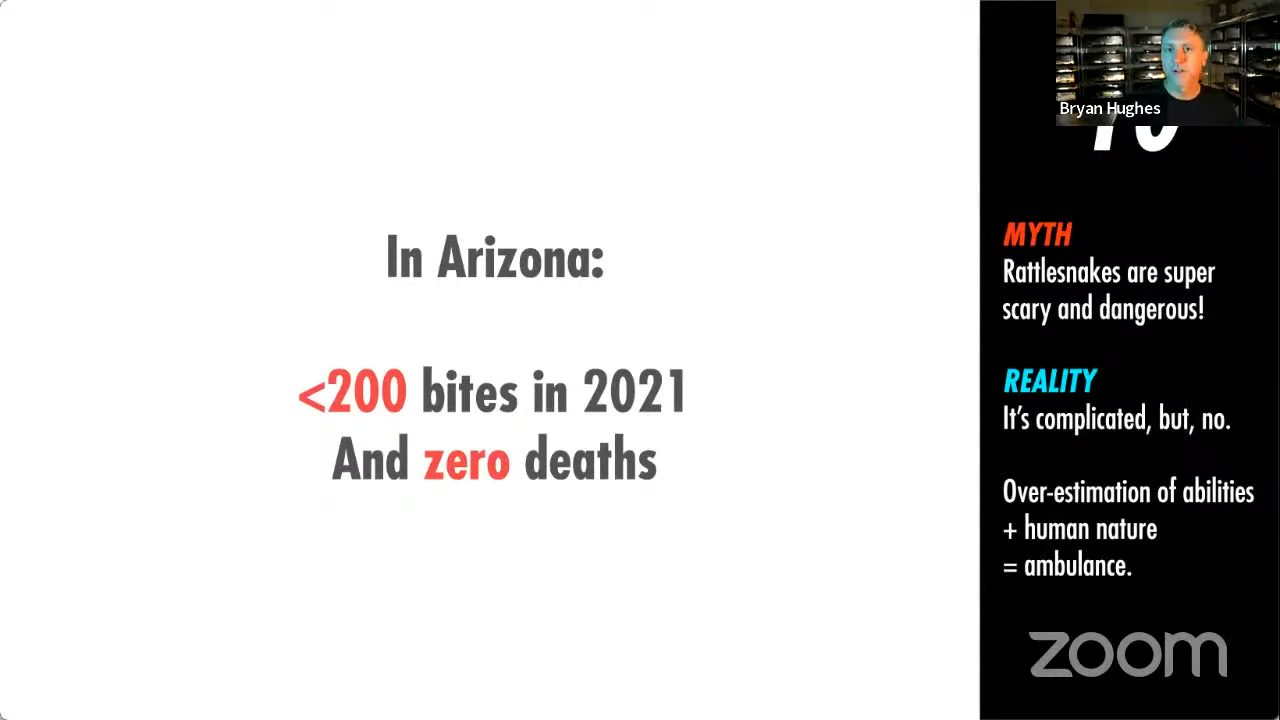 In Arizona:
<200 bites in 2021
And zero deaths
Bryan Hughes
MYTH
Rattlesnakes are super
scary and dangerous!
REALITY
It's complicated, but, no.
Over-estimation of abilities
+ human nature
= ambulance.
zoom